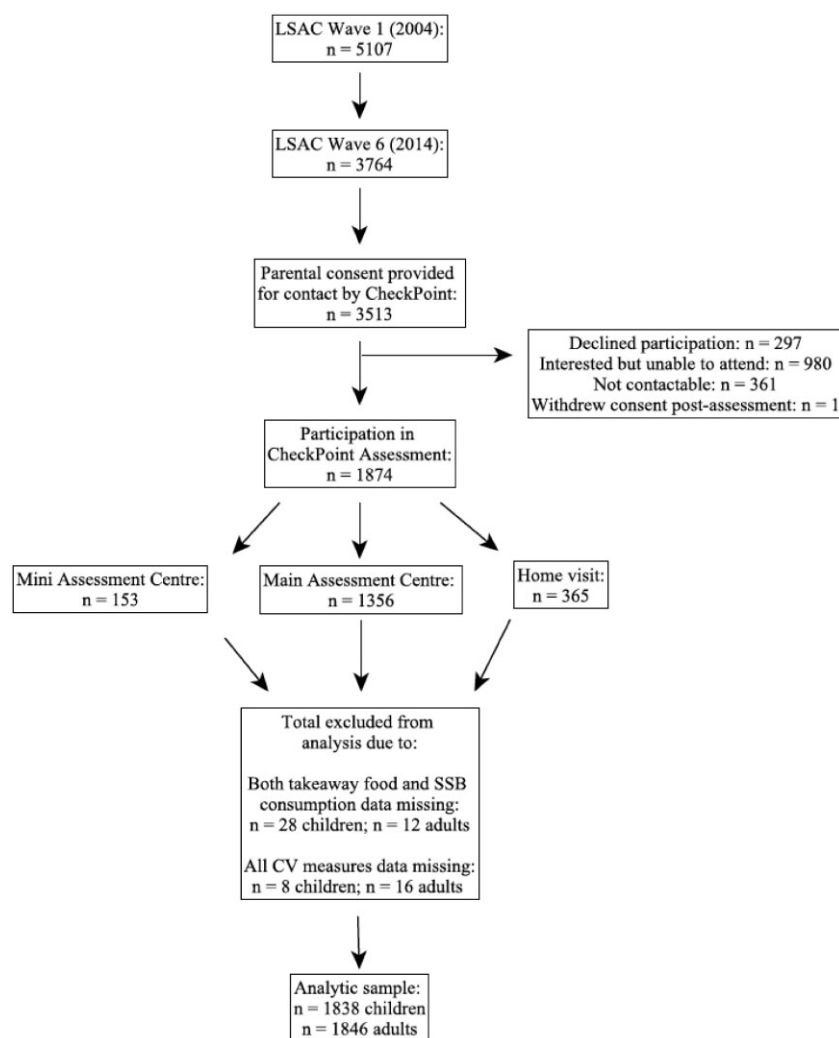 LSAC Wave 1 (2004):
n = 5107
LSAC Wave 6 (2014):
n = 3764
Parental consent provided
for contact by CheckPoint:
n = 3513
Declined participation: n = 297
Interested but unable to attend: n = 980
Not contactable: n = 361
Withdrew consent post-assessment: n = 1
Participation in
CheckPoint Assessment:
n = 1874
Mini Assessment Centre:
n = 153
Main Assessment Centre:
n = 1356
Home visit:
n = 365
Total excluded from
analysis due to:
Both takeaway food and SSB
consumption data missing:
n = 28 children; n = 12 adults
All CV measures data missing:
n = 8 children; n = 16 adults
Analytic sample:
n = 1838 children
n = 1846 adults